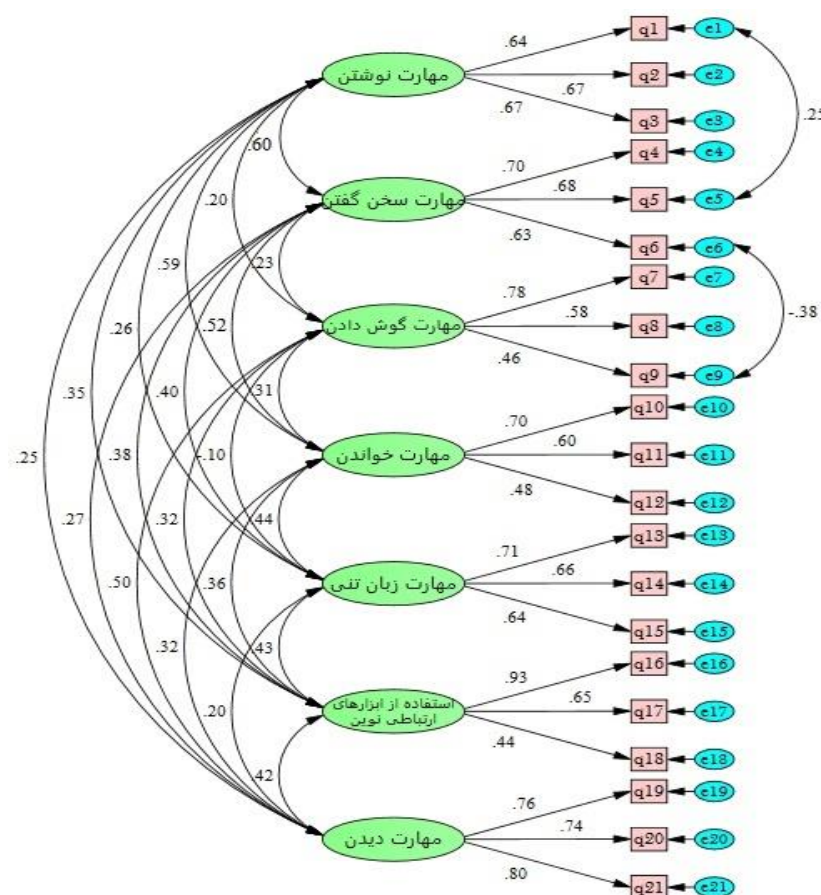 .64 q1 e1
مهارت نوشتن .67 q2 e2
.67 q3 e3
.25
.60
.70 q4 e4
مهارت سخن گفتن .68 q5 e5
.63 q6 e6
.20
.23
.78 q7 e7
-.38
مهارت گوش دادن .58 q8 e8
.46 q9 e9
.59
.26
.52
.35
.40
.31
.70 q10 e10
مهارت خواندن .60 q11 e11
.48 q12 e12
.25
.38
-.10
.27
.32
.44
.71 q13 e13
مهارت زبان تنی .66 q14 e14
.64 q15 e15
.50
.36
.32
.43
.93 q16 e16
استفاده از ابزارهای
ارتباطی نوین
.65 q17 e17
.44 q18 e18
.20
.42
.76 q19 e19
مهارت دیدن .74 q20 e20
.80 q21 e21